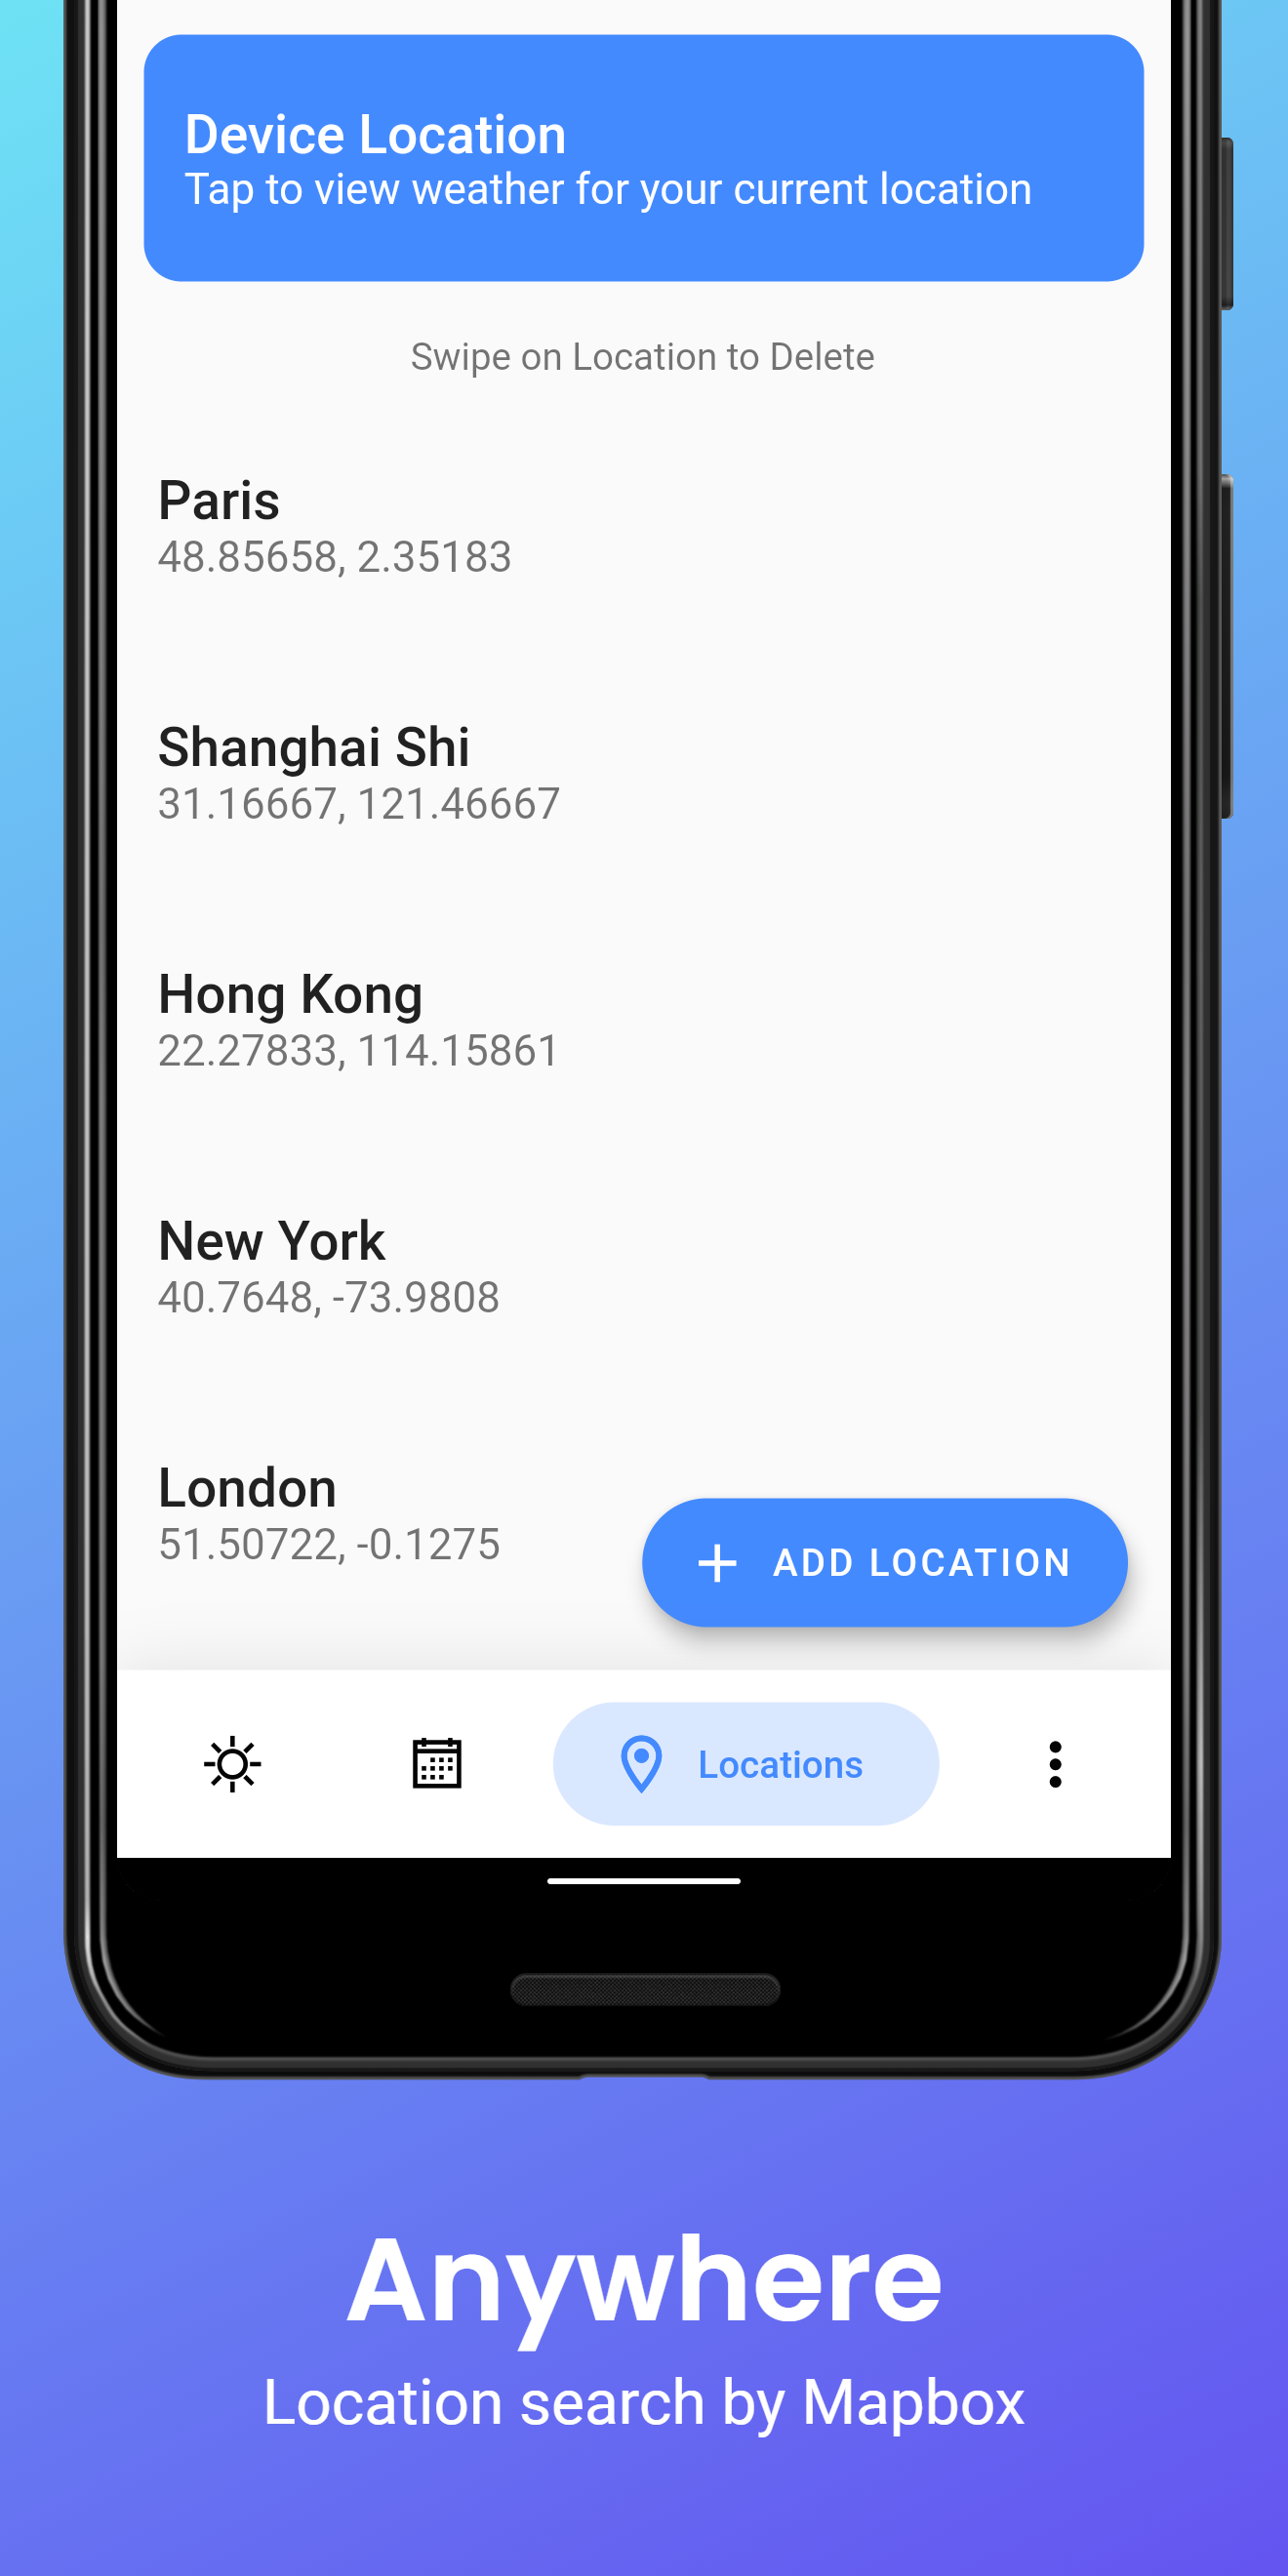 Device Location
Tap to view weather for your current location
Swipe on Location to Delete
Paris
48.85658, 2.35183
Shanghai Shi
31.16667, 121.46667
Hong Kong
22.27833, 114.15861
New York
40.7648, -73.9808
London
51.50722, -0.1275
ADD LOCATION
Locations
Anywhere
Location search by Mapbox